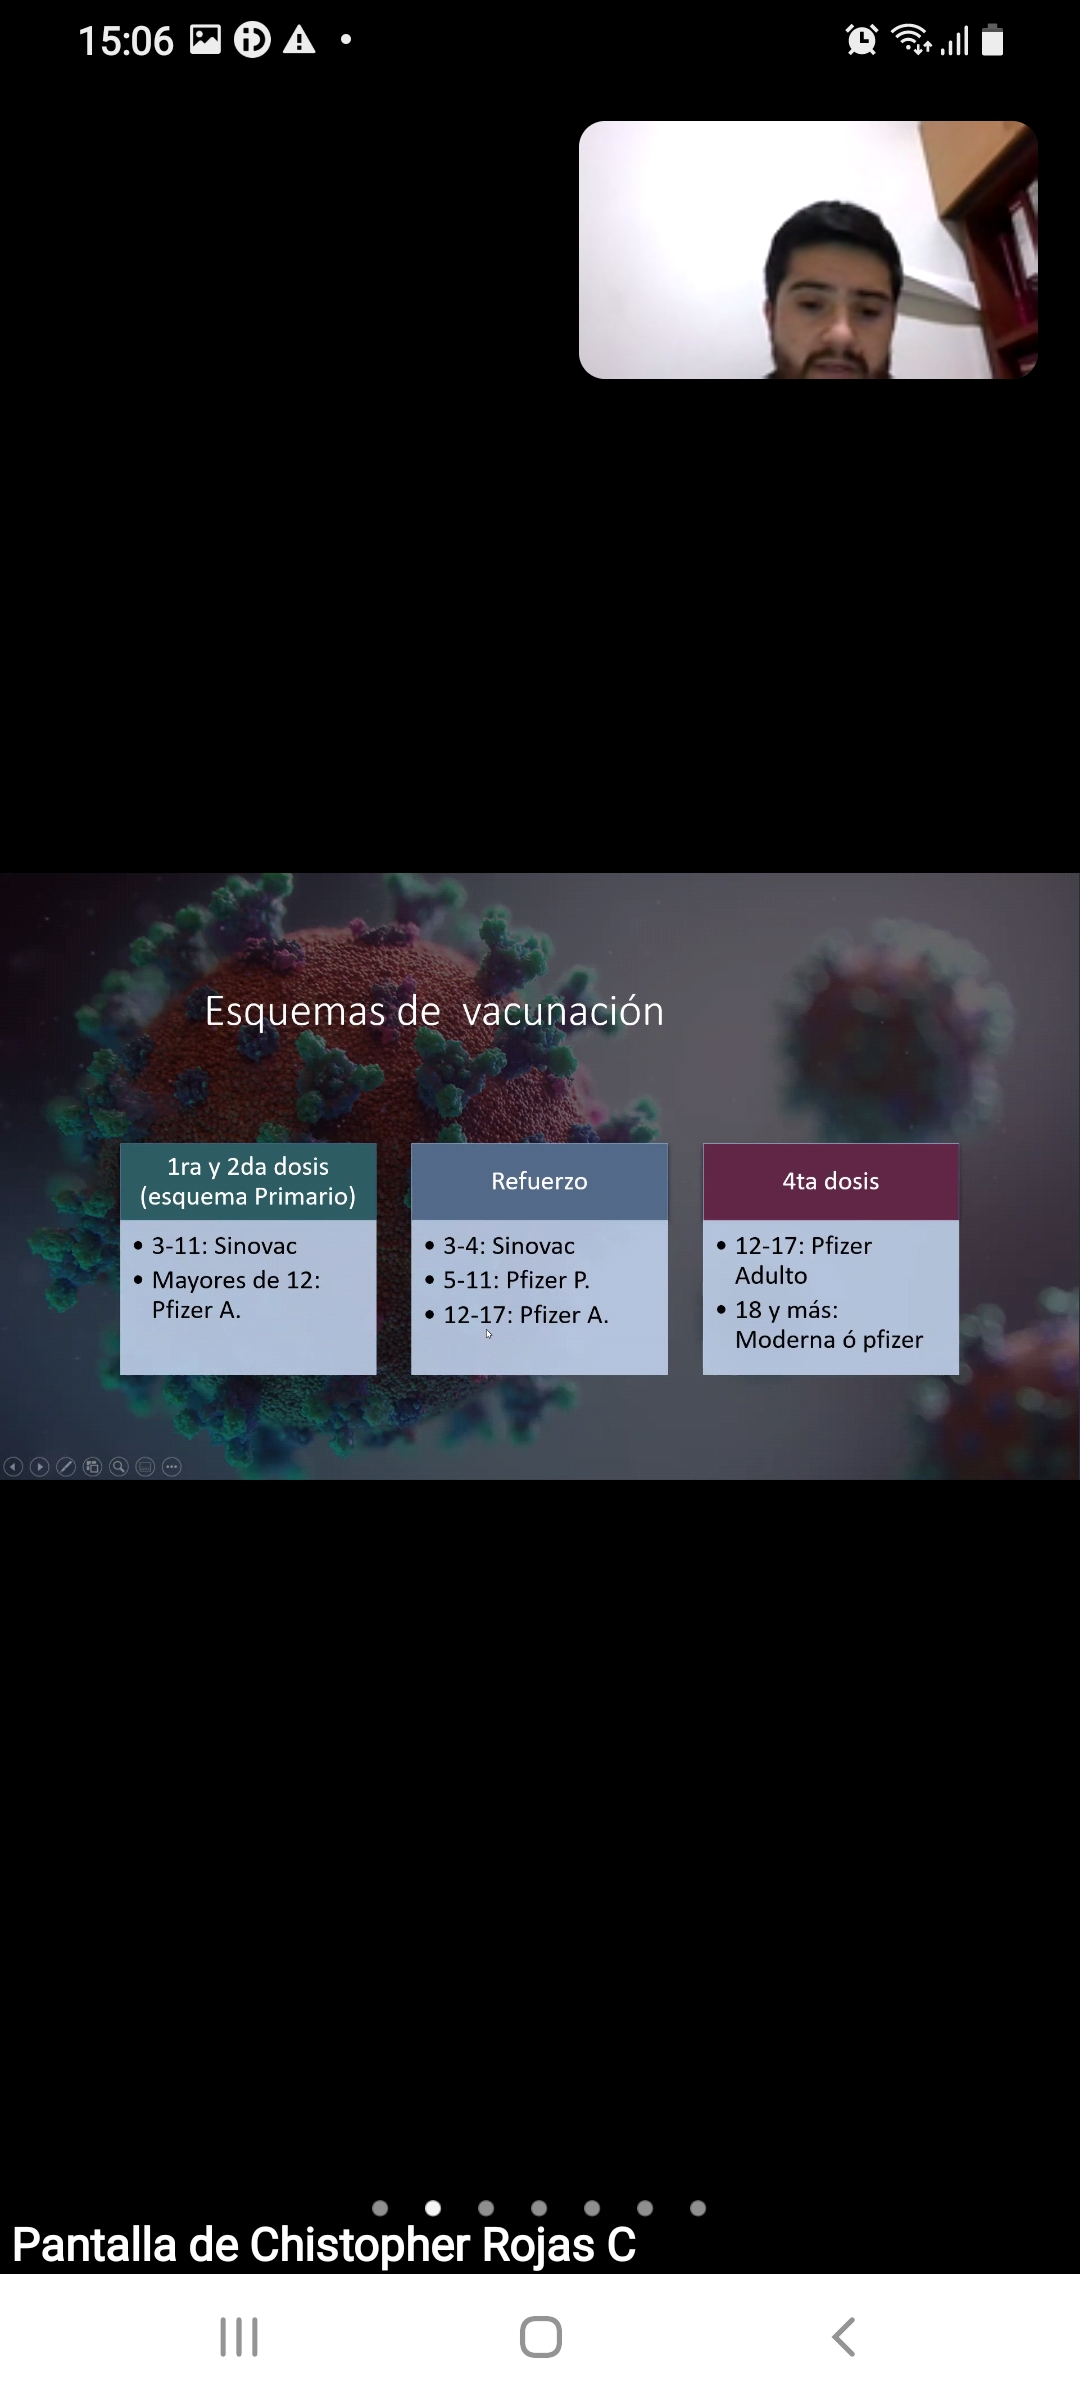 15:06
Esquemas de vacunación
1ra y 2da dosis
(esquema Primario)
• 3-11: Sinovac
• Mayores de 12:
Pfizer A.
Refuerzo
• 3-4: Sinovac
• 5-11: Pfizer P.
• 12-17: Pfizer A.
4ta dosis
• 12-17: Pfizer
Adulto
• 18 y más:
Moderna ó pfizer
Pantalla de Chistopher Rojas C